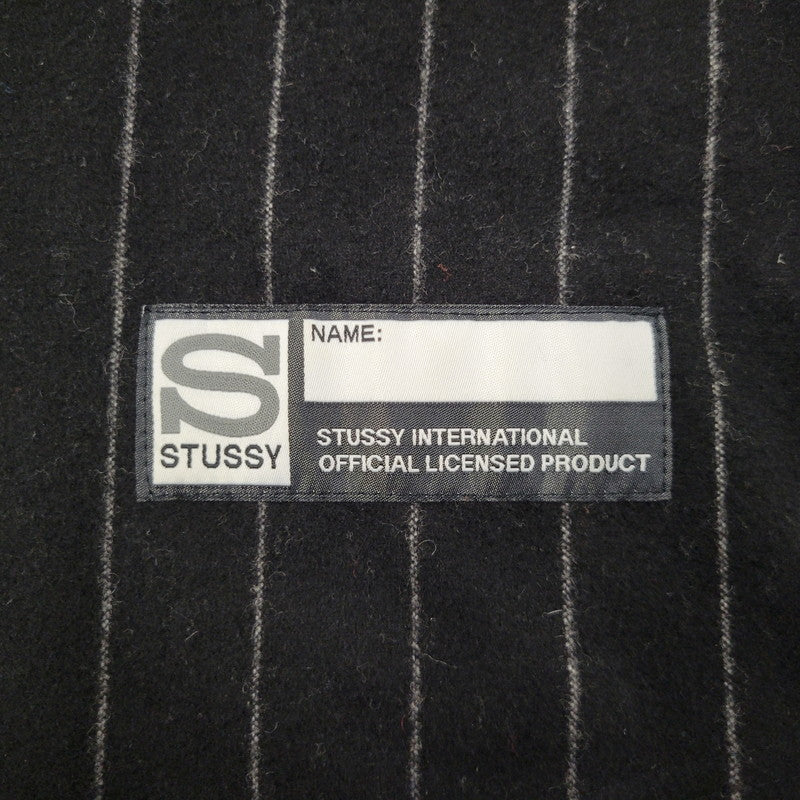 S
STUSSY
NAME:
STUSSY INTERNATIONAL
OFFICIAL LICENSED PRODUCT